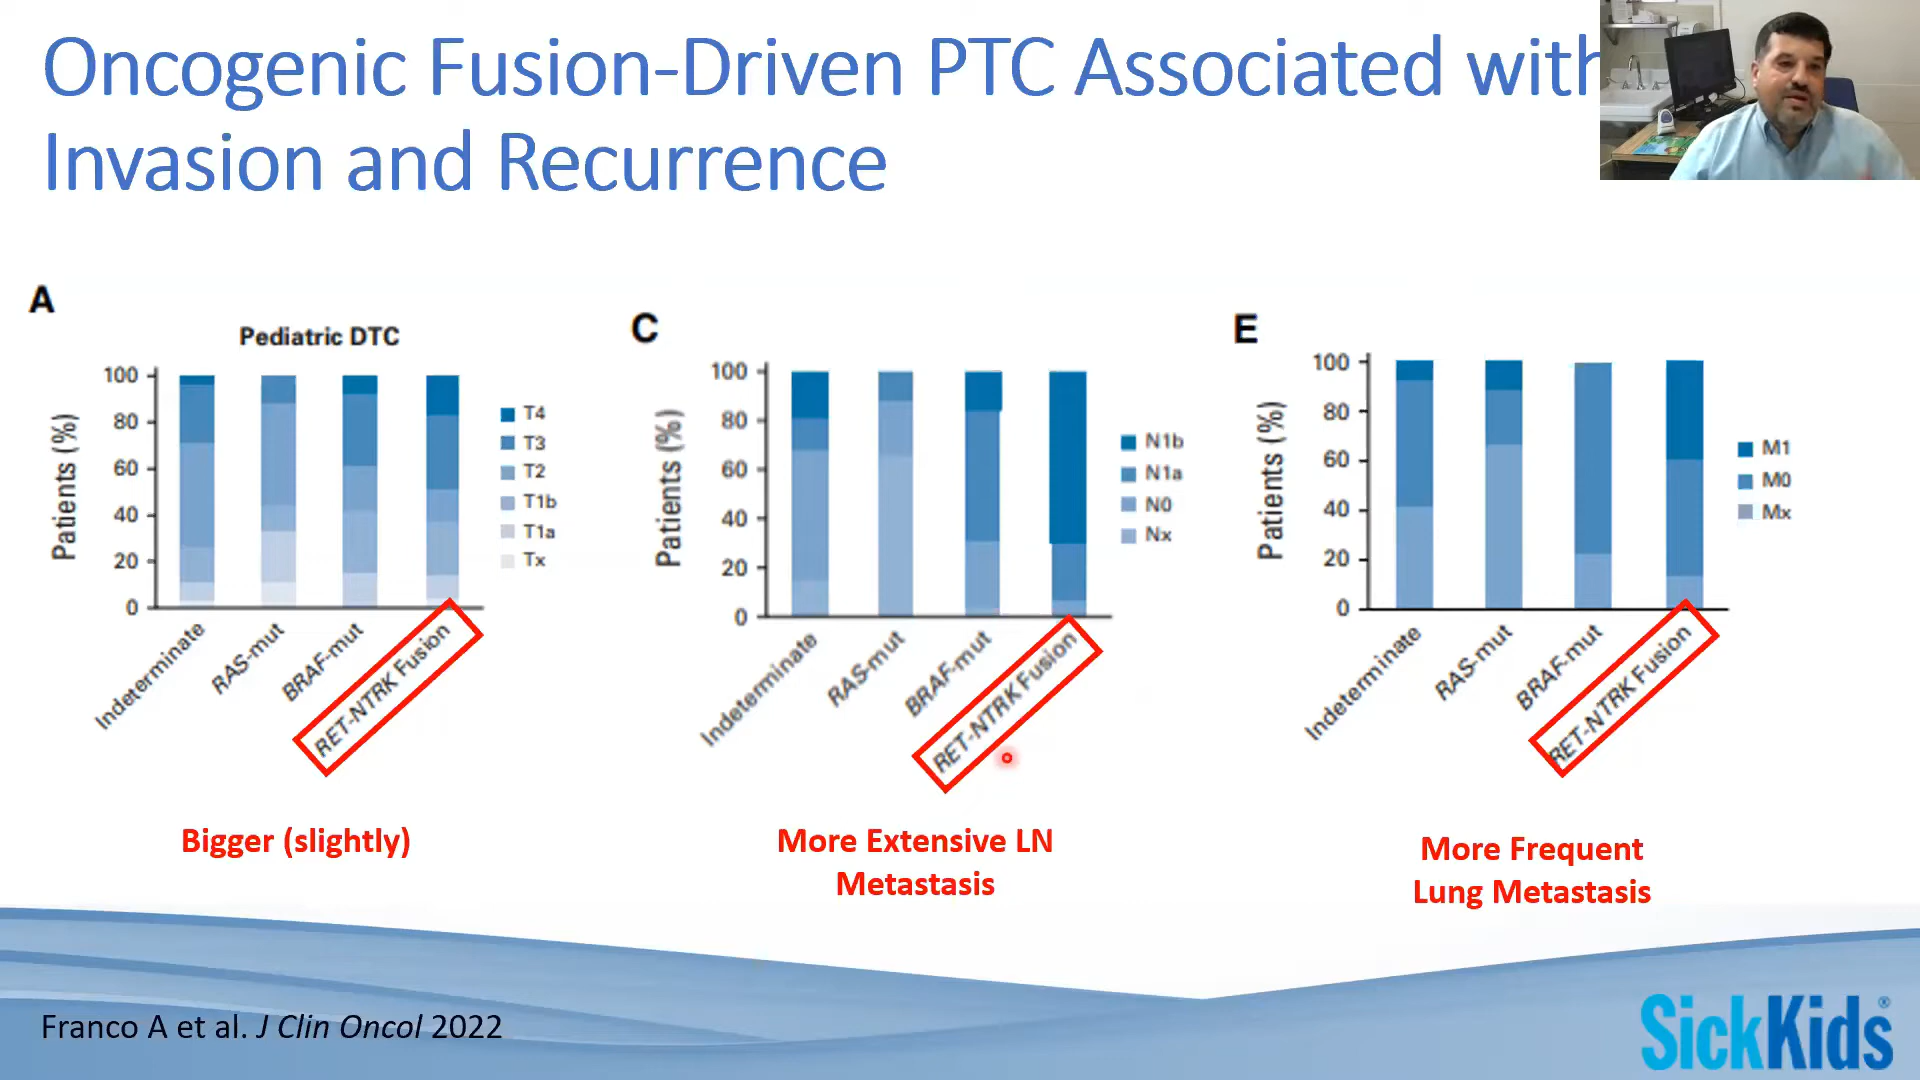 Oncogenic Fusion-Driven PTC Associated with
Invasion and Recurrence
A
Pediatric DTC
Patients (%)
100
80
60
40
20
0
Indeterminate
RAS-mut
BRAF-mut
RET-NTRK Fusion
T4
T3
T2
T1b
T1a
Tx
Bigger (slightly)
C
Patients (%)
100
80
60
40
20
0
Indeterminate
RAS-mut
BRAF-mut
RET-NTRK Fusion
N1b
N1a
N0
Nx
More Extensive LN
Metastasis
E
Patients (%)
100
80
60
40
20
0
Indeterminate
RAS-mut
BRAF-mut
RET-NTRK Fusion
M1
M0
Mx
More Frequent
Lung Metastasis
Franco A et al. J Clin Oncol 2022
SickKids®